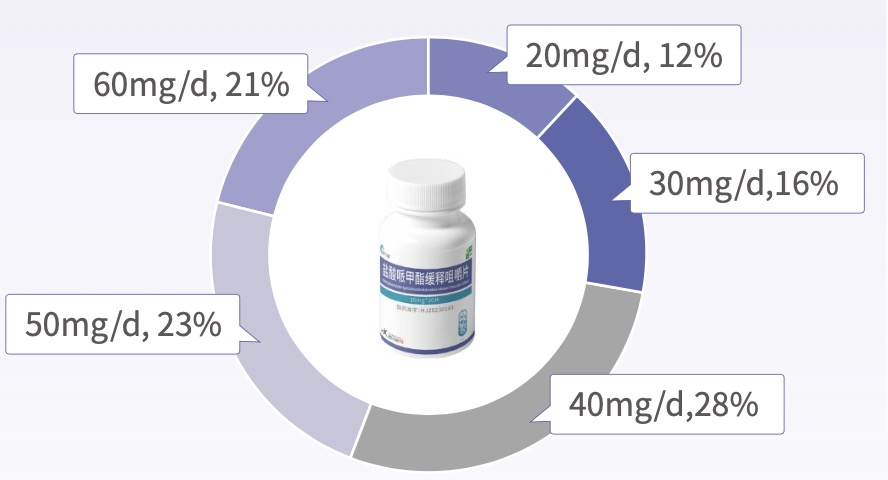 20mg/d, 12%
60mg/d, 21%
30mg/d,16%
盐酸哌甲酯缓释咀嚼片
50mg/d, 23%
40mg/d,28%